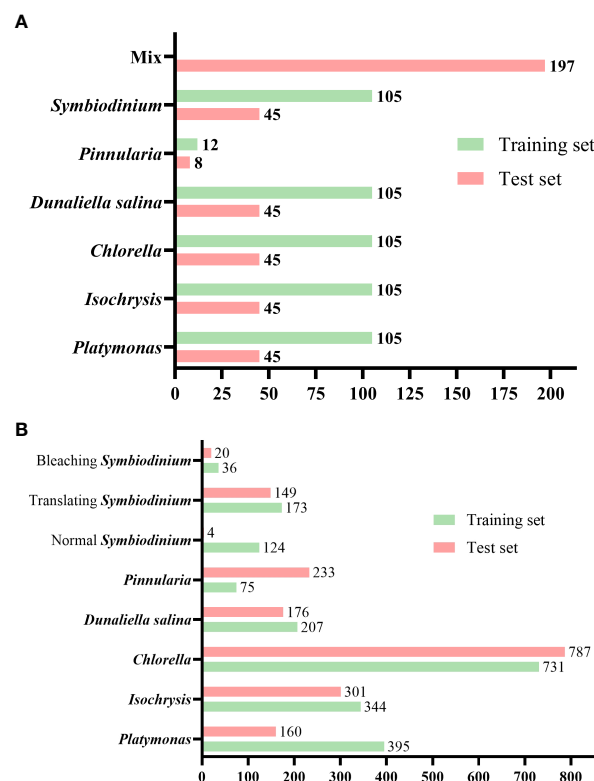 A
Mix
197
Symbiodinium
105
45
Pinnularia
12
8
Training set
Test set
Dunaliella salina
105
45
Chlorella
105
45
Isochrysis
105
45
Platymonas
105
45
0 25 50 75 100 125 150 175 200
B
Bleaching Symbiodinium
20
36
Translating Symbiodinium
149
173
Training set
Test set
Normal Symbiodinium
4
124
Pinnularia
233
75
Dunaliella salina
176
207
Chlorella
787
731
Isochrysis
301
344
Platymonas
160
395
0 100 200 300 400 500 600 700 800